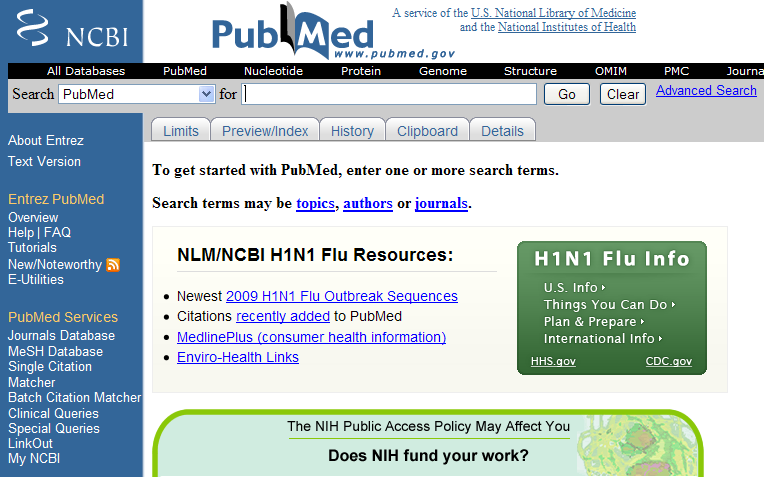 NCBI
PubMed
www.pubmed.gov
A service of the U.S. National Library of Medicine
and the National Institutes of Health
All Databases PubMed Nucleotide Protein Genome Structure OMIM PMC Journa
Search PubMed for Go Clear Advanced Search
Limits Preview/Index History Clipboard Details
About Entrez
Text Version
Entrez PubMed
Overview
Help | FAQ
Tutorials
New/Noteworthy
E-Utilities
PubMed Services
Journals Database
MeSH Database
Single Citation
Matcher
Batch Citation Matcher
Clinical Queries
Special Queries
LinkOut
My NCBI
To get started with PubMed, enter one or more search terms.
Search terms may be topics, authors or journals.
NLM/NCBI H1N1 Flu Resources:
Newest 2009 H1N1 Flu Outbreak Sequences
Citations recently added to PubMed
MedlinePlus (consumer health information)
Enviro-Health Links
H1N1 Flu Info
U.S. Info
Things You Can Do
Plan & Prepare
International Info
HHS.gov CDC.gov
The NIH Public Access Policy May Affect You
Does NIH fund your work?